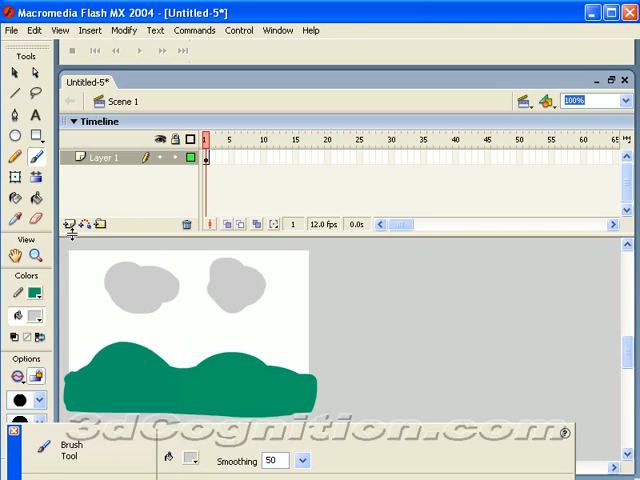 Macromedia Flash MX 2004 - [Untitled-5*]
File Edit View Insert Modify Text Commands Control Window Help
Tools
Untitled-5*
Scene 1
100%
Timeline
1 5 10 15 20 25 30 35 40 45 50 55 60 65
Layer 1
1 12.0 fps 0.0s
View
Colors
Options
3dCognition.com
Brush
Tool
Smoothing 50